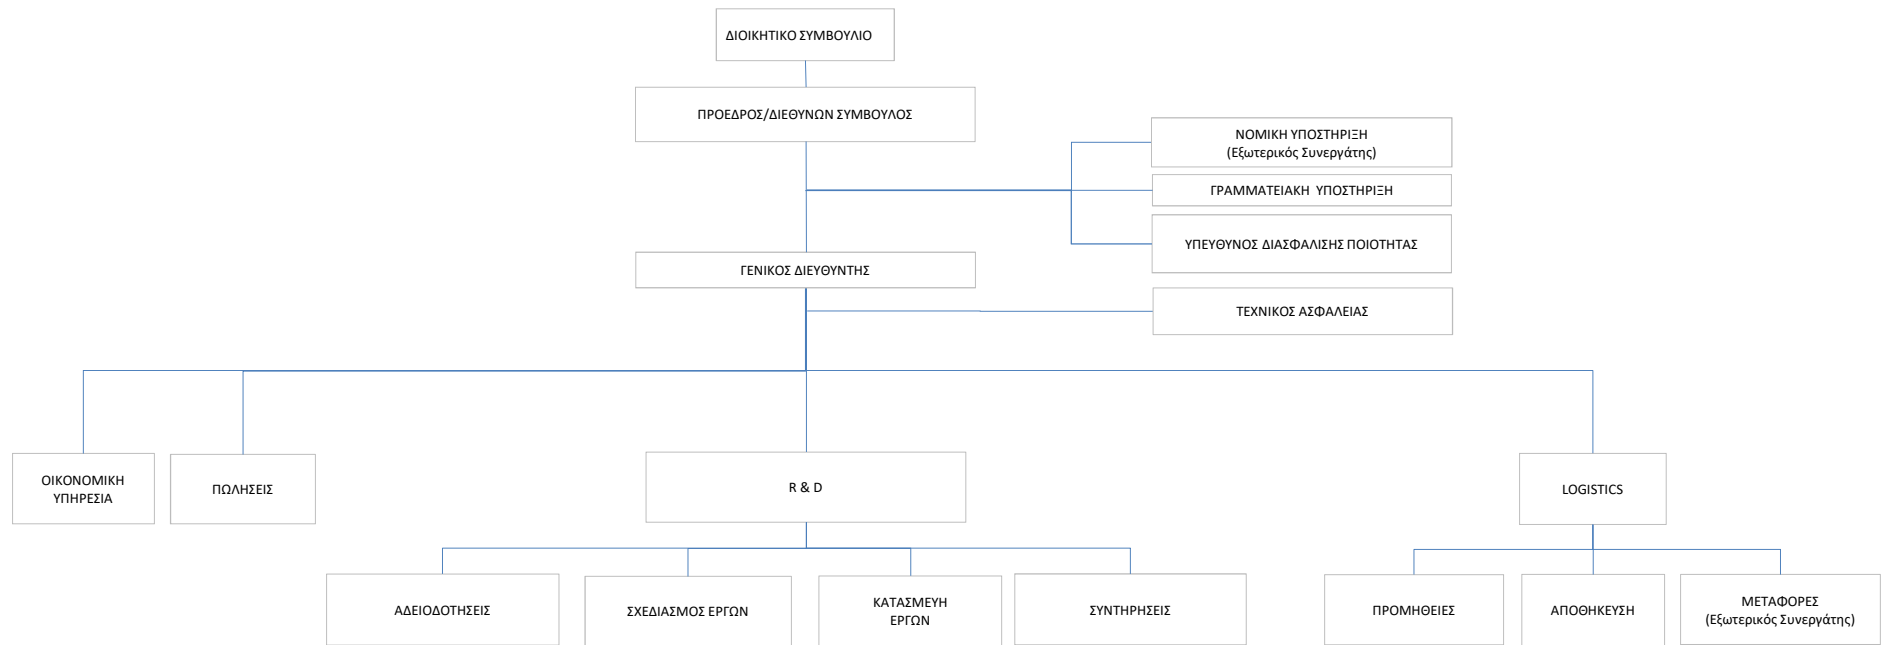 ΔΙΟΙΚΗΤΙΚΟ ΣΥΜΒΟΥΛΙΟ
ΠΡΟΕΔΡΟΣ/ΔΙΕΘΥΝΩΝ ΣΥΜΒΟΥΛΟΣ
ΝΟΜΙΚΗ ΥΠΟΣΤΗΡΙΞΗ
(Εξωτερικός Συνεργάτης)
ΓΡΑΜΜΑΤΕΙΑΚΗ ΥΠΟΣΤΗΡΙΞΗ
ΥΠΕΥΘΥΝΟΣ ΔΙΑΣΦΑΛΙΣΗΣ ΠΟΙΟΤΗΤΑΣ
ΓΕΝΙΚΟΣ ΔΙΕΥΘΥΝΤΗΣ
ΤΕΧΝΙΚΟΣ ΑΣΦΑΛΕΙΑΣ
ΟΙΚΟΝΟΜΙΚΗ
ΥΠΗΡΕΣΙΑ
ΠΩΛΗΣΕΙΣ
R & D
LOGISTICS
ΑΔΕΙΟΔΟΤΗΣΕΙΣ
ΣΧΕΔΙΑΣΜΟΣ ΕΡΓΩΝ
ΚΑΤΑΣΜΕΥΗ
ΕΡΓΩΝ
ΣΥΝΤΗΡΗΣΕΙΣ
ΠΡΟΜΗΘΕΙΕΣ
ΑΠΟΘΗΚΕΥΣΗ
ΜΕΤΑΦΟΡΕΣ
(Εξωτερικός Συνεργάτης)